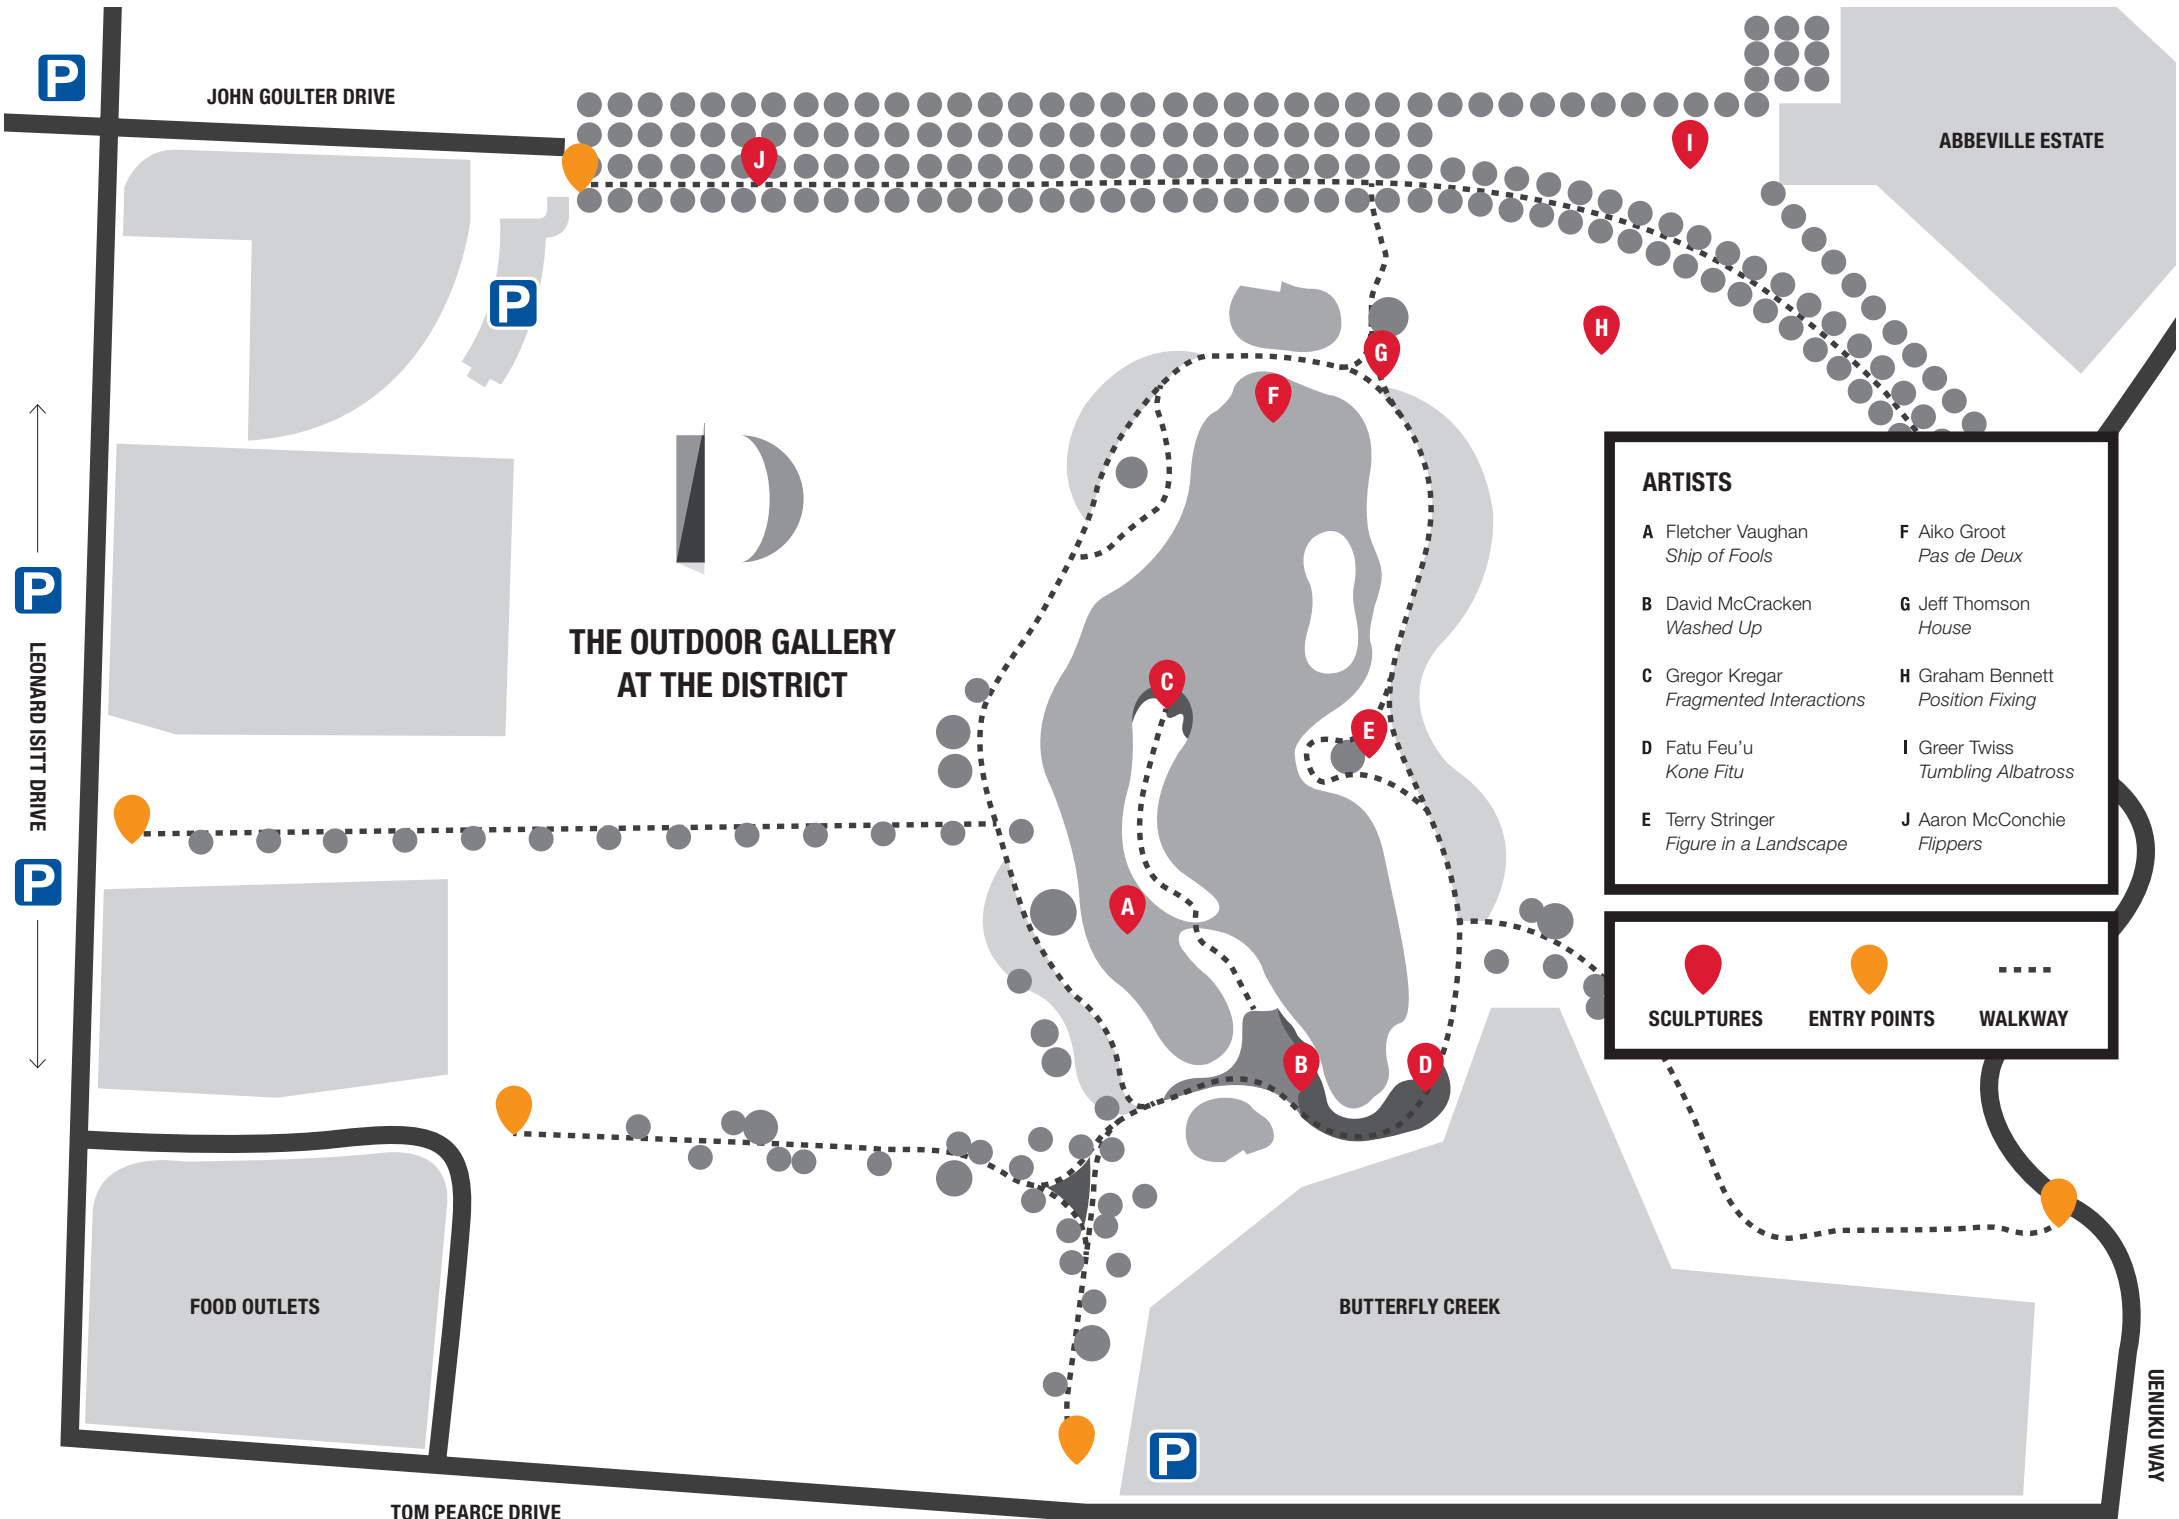 P
JOHN GOULTER DRIVE
J
I
ABBEVILLE ESTATE
P
H
G
F
THE OUTDOOR GALLERY
AT THE DISTRICT
P
LEONARD ISITT DRIVE
P
C
E
A
B
D
ARTISTS
A Fletcher Vaughan
Ship of Fools
B David McCracken
Washed Up
C Gregor Kregar
Fragmented Interactions
D Fatu Feu'u
Kone Fitu
E Terry Stringer
Figure in a Landscape
F Aiko Groot
Pas de Deux
G Jeff Thomson
House
H Graham Bennett
Position Fixing
I Greer Twiss
Tumbling Albatross
J Aaron McConchie
Flippers
SCULPTURES
ENTRY POINTS
WALKWAY
FOOD OUTLETS
BUTTERFLY CREEK
P
UENUKU WAY
TOM PEARCE DRIVE